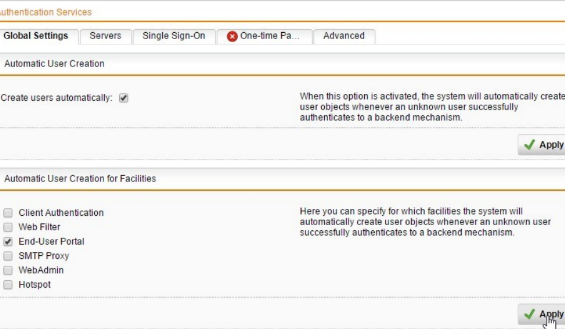 Authentication Services
Global Settings Servers Single Sign-On One-time Pa... Advanced
Automatic User Creation
Create users automatically:
When this option is activated, the system will automatically create
user objects whenever an unknown user successfully
authenticates to a backend mechanism.
Apply
Automatic User Creation for Facilities
Client Authentication
Web Filter
End-User Portal
SMTP Proxy
WebAdmin
Hotspot
Here you can specify for which facilities the system will
automatically create user objects whenever an unknown user
successfully authenticates to a backend mechanism.
Apply